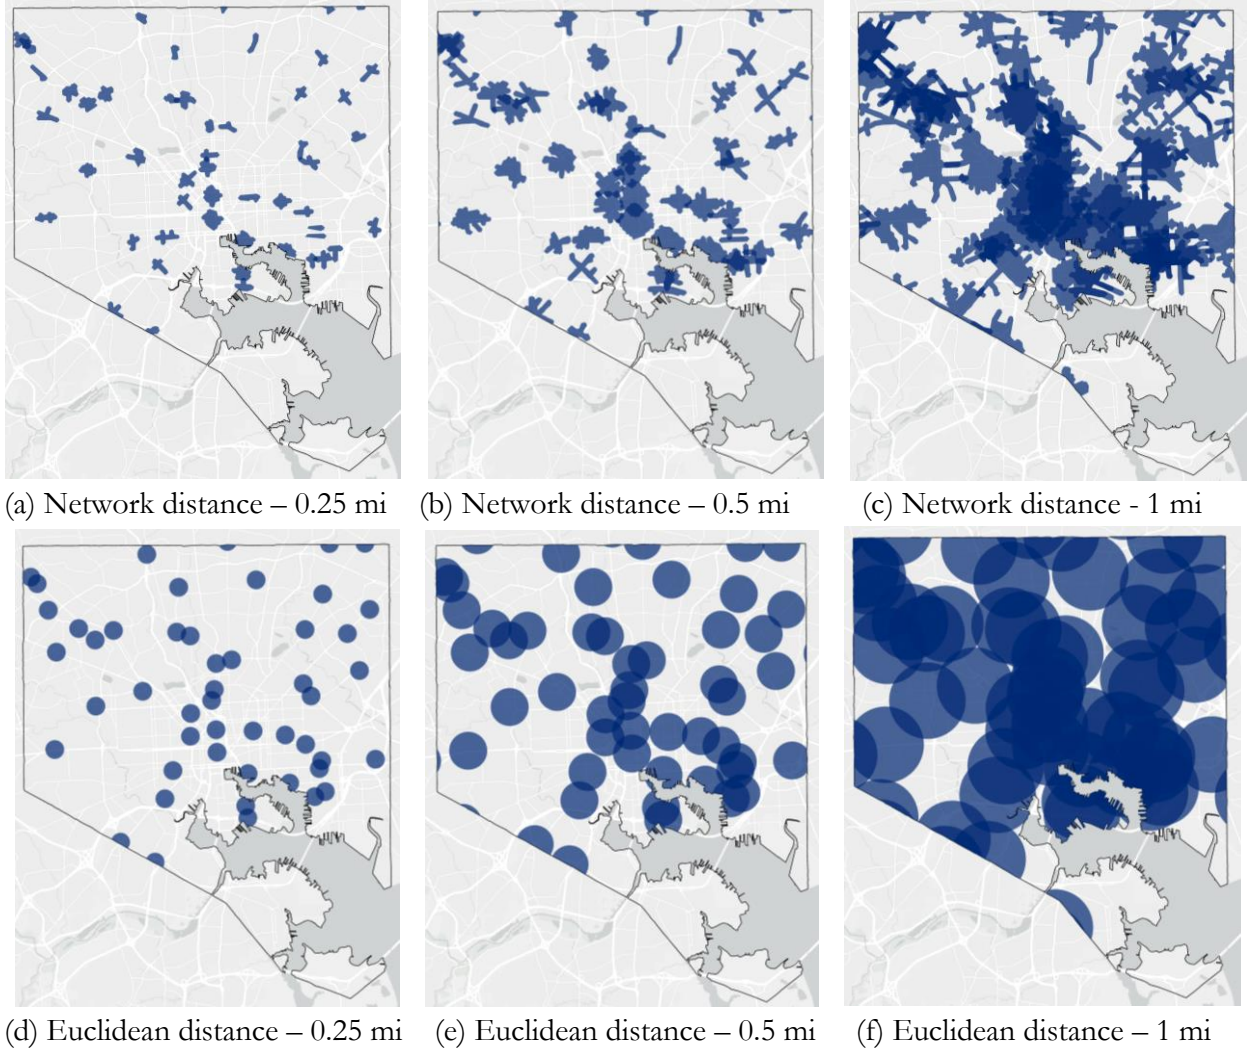 (a) Network distance – 0.25 mi
(b) Network distance – 0.5 mi
(c) Network distance - 1 mi
(d) Euclidean distance – 0.25 mi
(e) Euclidean distance – 0.5 mi
(f) Euclidean distance – 1 mi